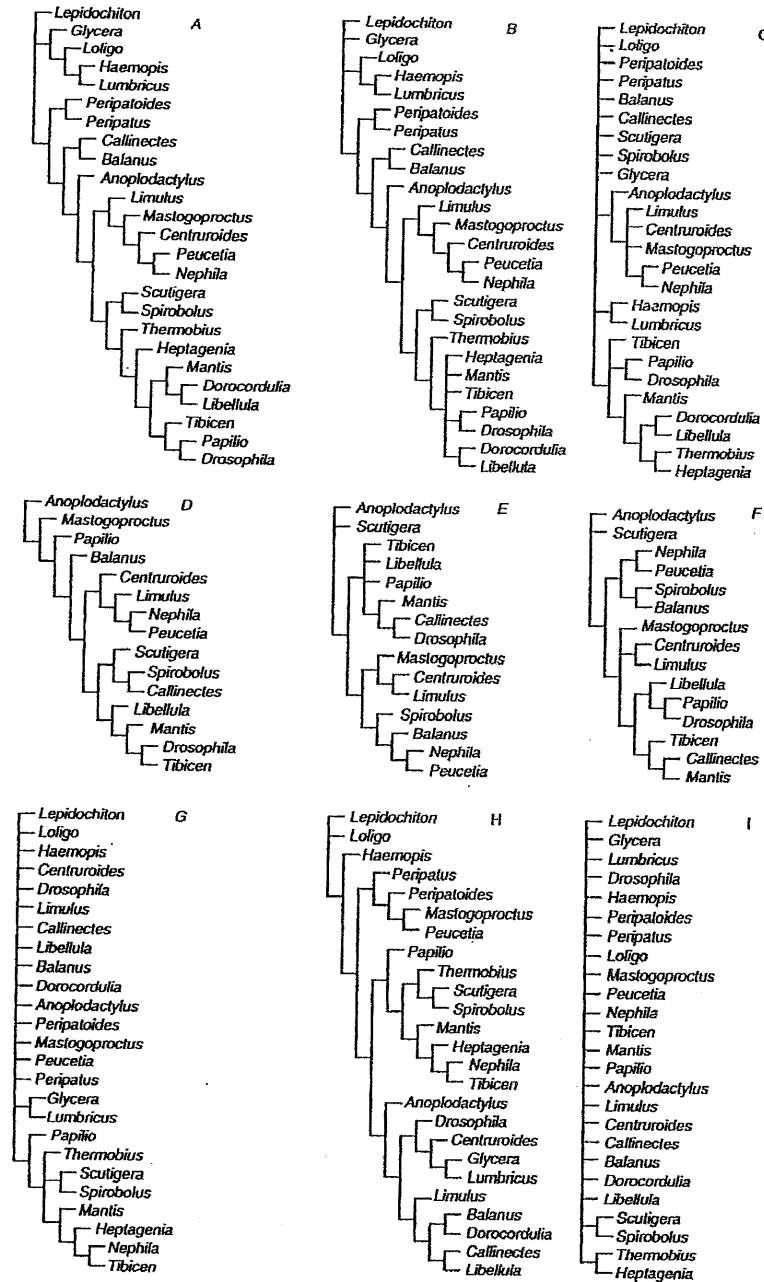 A
Lepidochiton
Glycera
Loligo
Haemopis
Lumbricus
Peripatoides
Peripatus
Callinectes
Balanus
Anoplodactylus
Limulus
Mastogoproctus
Centruroides
Peucetia
Nephila
Scutigera
Spirobolus
Thermobius
Heptagenia
Mantis
Dorocordulia
Libellula
Tibicen
Papilio
Drosophila
B
Lepidochiton
Glycera
Loligo
Haemopis
Lumbricus
Peripatoides
Peripatus
Callinectes
Balanus
Anoplodactylus
Limulus
Mastogoproctus
Centruroides
Peucetia
Nephila
Scutigera
Spirobolus
Thermobius
Heptagenia
Mantis
Tibicen
Papilio
Drosophila
Dorocordulia
Libellula
Lepidochiton
Loligo
Peripatoides
Peripatus
Balanus
Callinectes
Scutigera
Spirobolus
Glycera
Anoplodactylus
Limulus
Centruroides
Mastogoproctus
Peucetia
Nephila
Haemopis
Lumbricus
Tibicen
Papilio
Drosophila
Mantis
Dorocordulia
Libellula
Thermobius
Heptagenia
D
Anoplodactylus
Mastogoproctus
Papilio
Balanus
Centruroides
Limulus
Nephila
Peucetia
Scutigera
Spirobolus
Callinectes
Libellula
Mantis
Drosophila
Tibicen
E
Anoplodactylus
Scutigera
Tibicen
Libellula
Papilio
Mantis
Callinectes
Drosophila
Mastogoproctus
Centruroides
Limulus
Spirobolus
Balanus
Nephila
Peucetia
F
Anoplodactylus
Scutigera
Nephila
Peucetia
Spirobolus
Balanus
Mastogoproctus
Centruroides
Limulus
Libellula
Papilio
Drosophila
Tibicen
Callinectes
Mantis
G
Lepidochiton
Loligo
Haemopis
Centruroides
Drosophila
Limulus
Callinectes
Libellula
Balanus
Dorocordulia
Anoplodactylus
Peripatoides
Mastogoproctus
Peucetia
Peripatus
Glycera
Lumbricus
Papilio
Thermobius
Scutigera
Spirobolus
Mantis
Heptagenia
Nephila
Tibicen
H
Lepidochiton
Loligo
Haemopis
Peripatus
Peripatoides
Mastogoproctus
Peucetia
Papilio
Thermobius
Scutigera
Spirobolus
Mantis
Heptagenia
Nephila
Tibicen
Anoplodactylus
Drosophila
Centruroides
Glycera
Lumbricus
Limulus
Balanus
Dorocordulia
Callinectes
Libellula
I
Lepidochiton
Glycera
Lumbricus
Drosophila
Haemopis
Peripatoides
Peripatus
Loligo
Mastogoproctus
Peucetia
Nephila
Tibicen
Mantis
Papilio
Anoplodactylus
Limulus
Centruroides
Callinectes
Balanus
Dorocordulia
Libellula
Scutigera
Spirobolus
Thermobius
Heptagenia